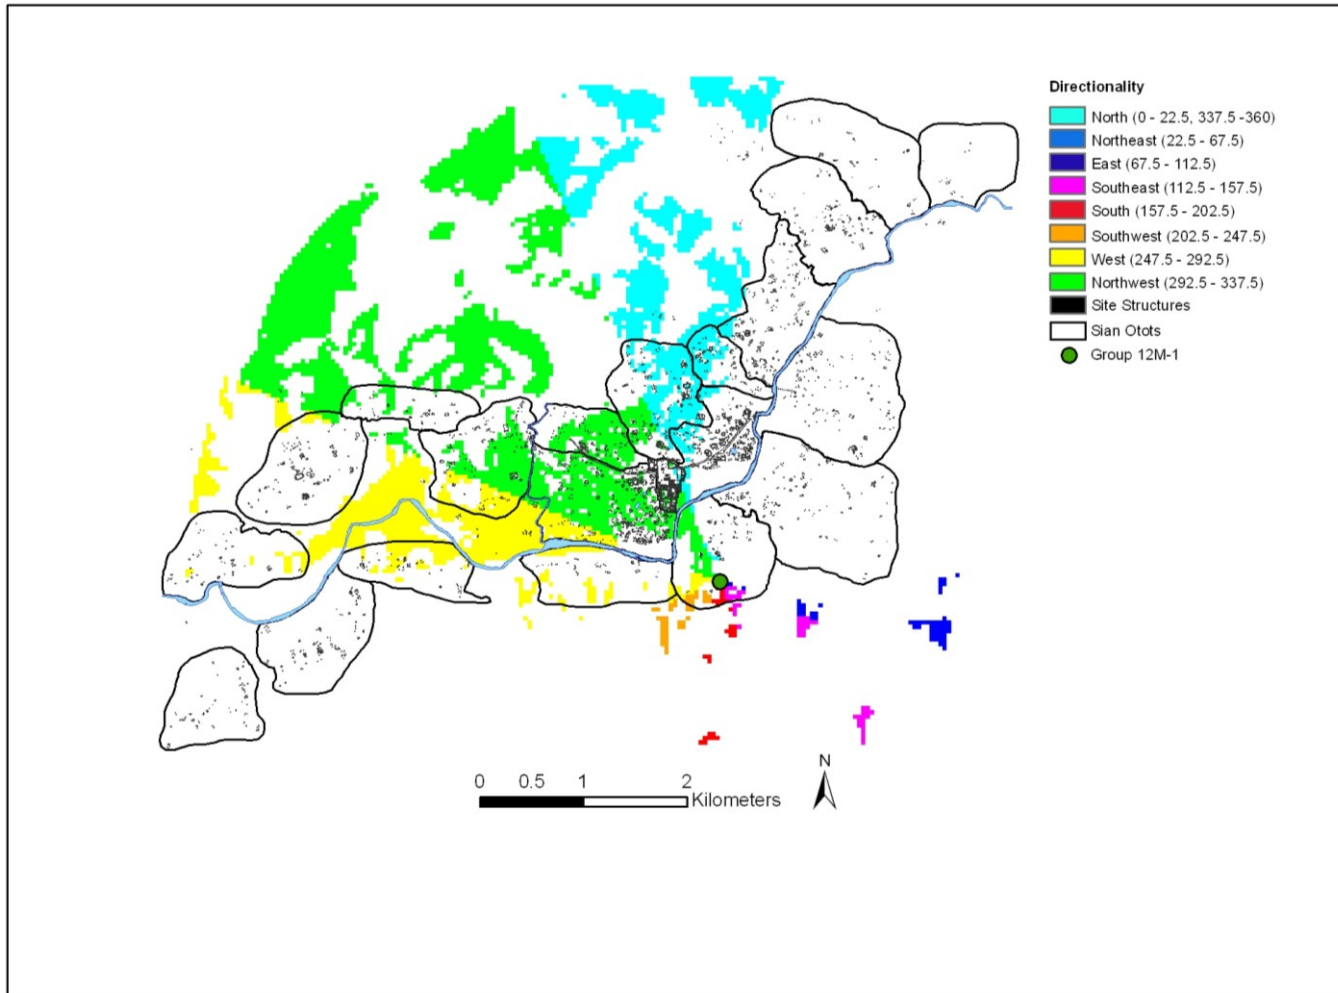 Directionality
North (0 - 22.5, 337.5 -360)
Northeast (22.5 - 67.5)
East (67.5 - 112.5)
Southeast (112.5 - 157.5)
South (157.5 - 202.5)
Southwest (202.5 - 247.5)
West (247.5 - 292.5)
Northwest (292.5 - 337.5)
Site Structures
Sian Otots
Group 12M-1
N
0 0.5 1 2
Kilometers